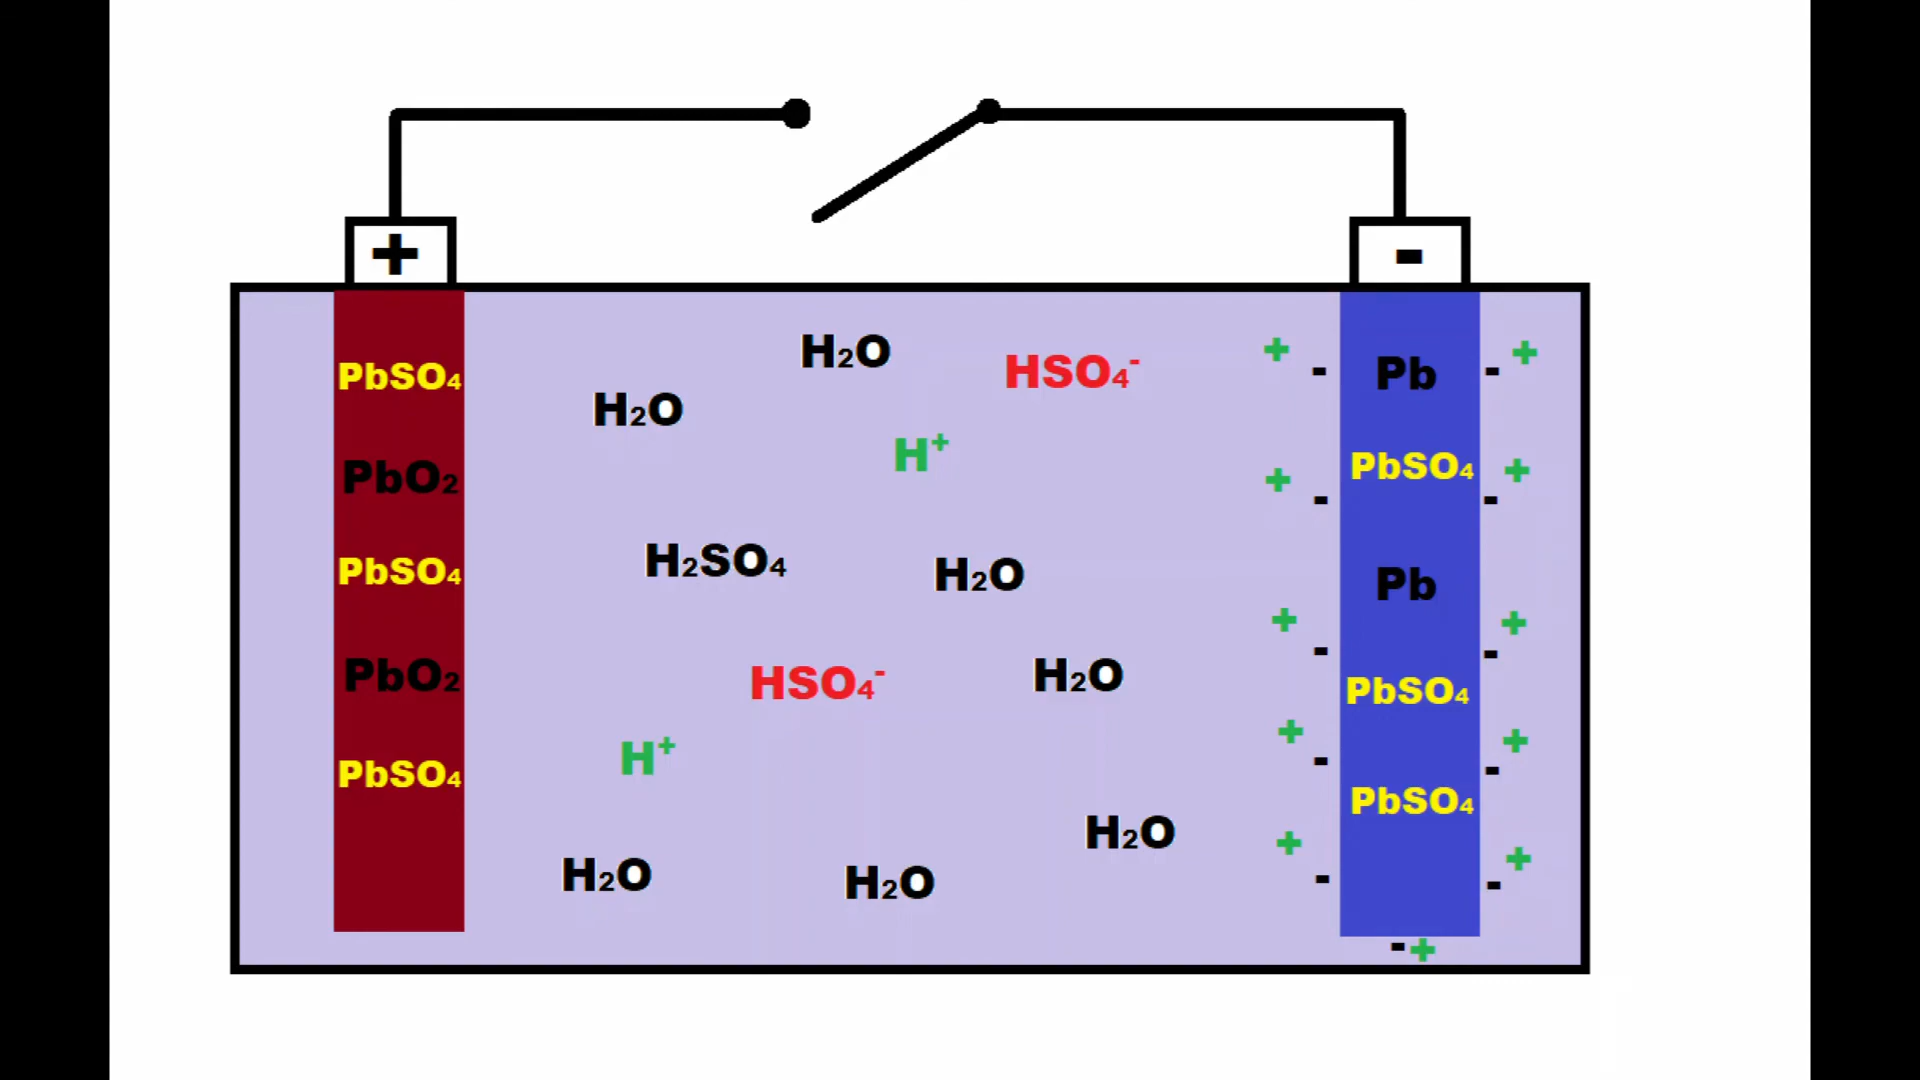 +
-
PbSO₄
PbO₂
PbSO₄
PbO₂
PbSO₄
H₂O
HSO₄⁻
H₂O
H⁺
H₂SO₄
H₂O
HSO₄⁻
H₂O
H⁺
H₂O
H₂O
H₂O
+ - Pb - +
+ PbSO₄ +
- -
Pb
+ - - +
PbSO₄
+ - - +
PbSO₄
+ - - +
- +